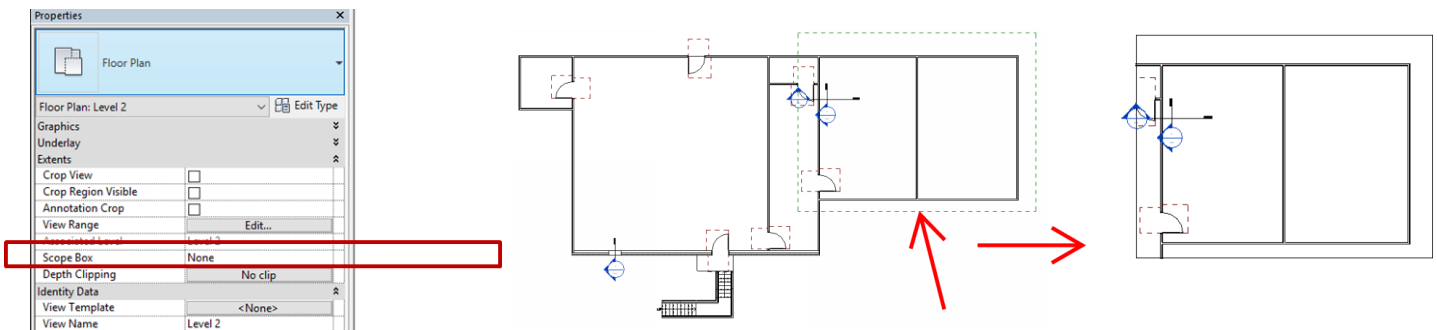 Properties
Floor Plan
Floor Plan: Level 2
Edit Type
Graphics
Underlay
Extents
Crop View
Crop Region Visible
Annotation Crop
View Range Edit...
Associated Level Level 2
Scope Box None
Depth Clipping No clip
Identity Data
View Template <None>
View Name Level 2